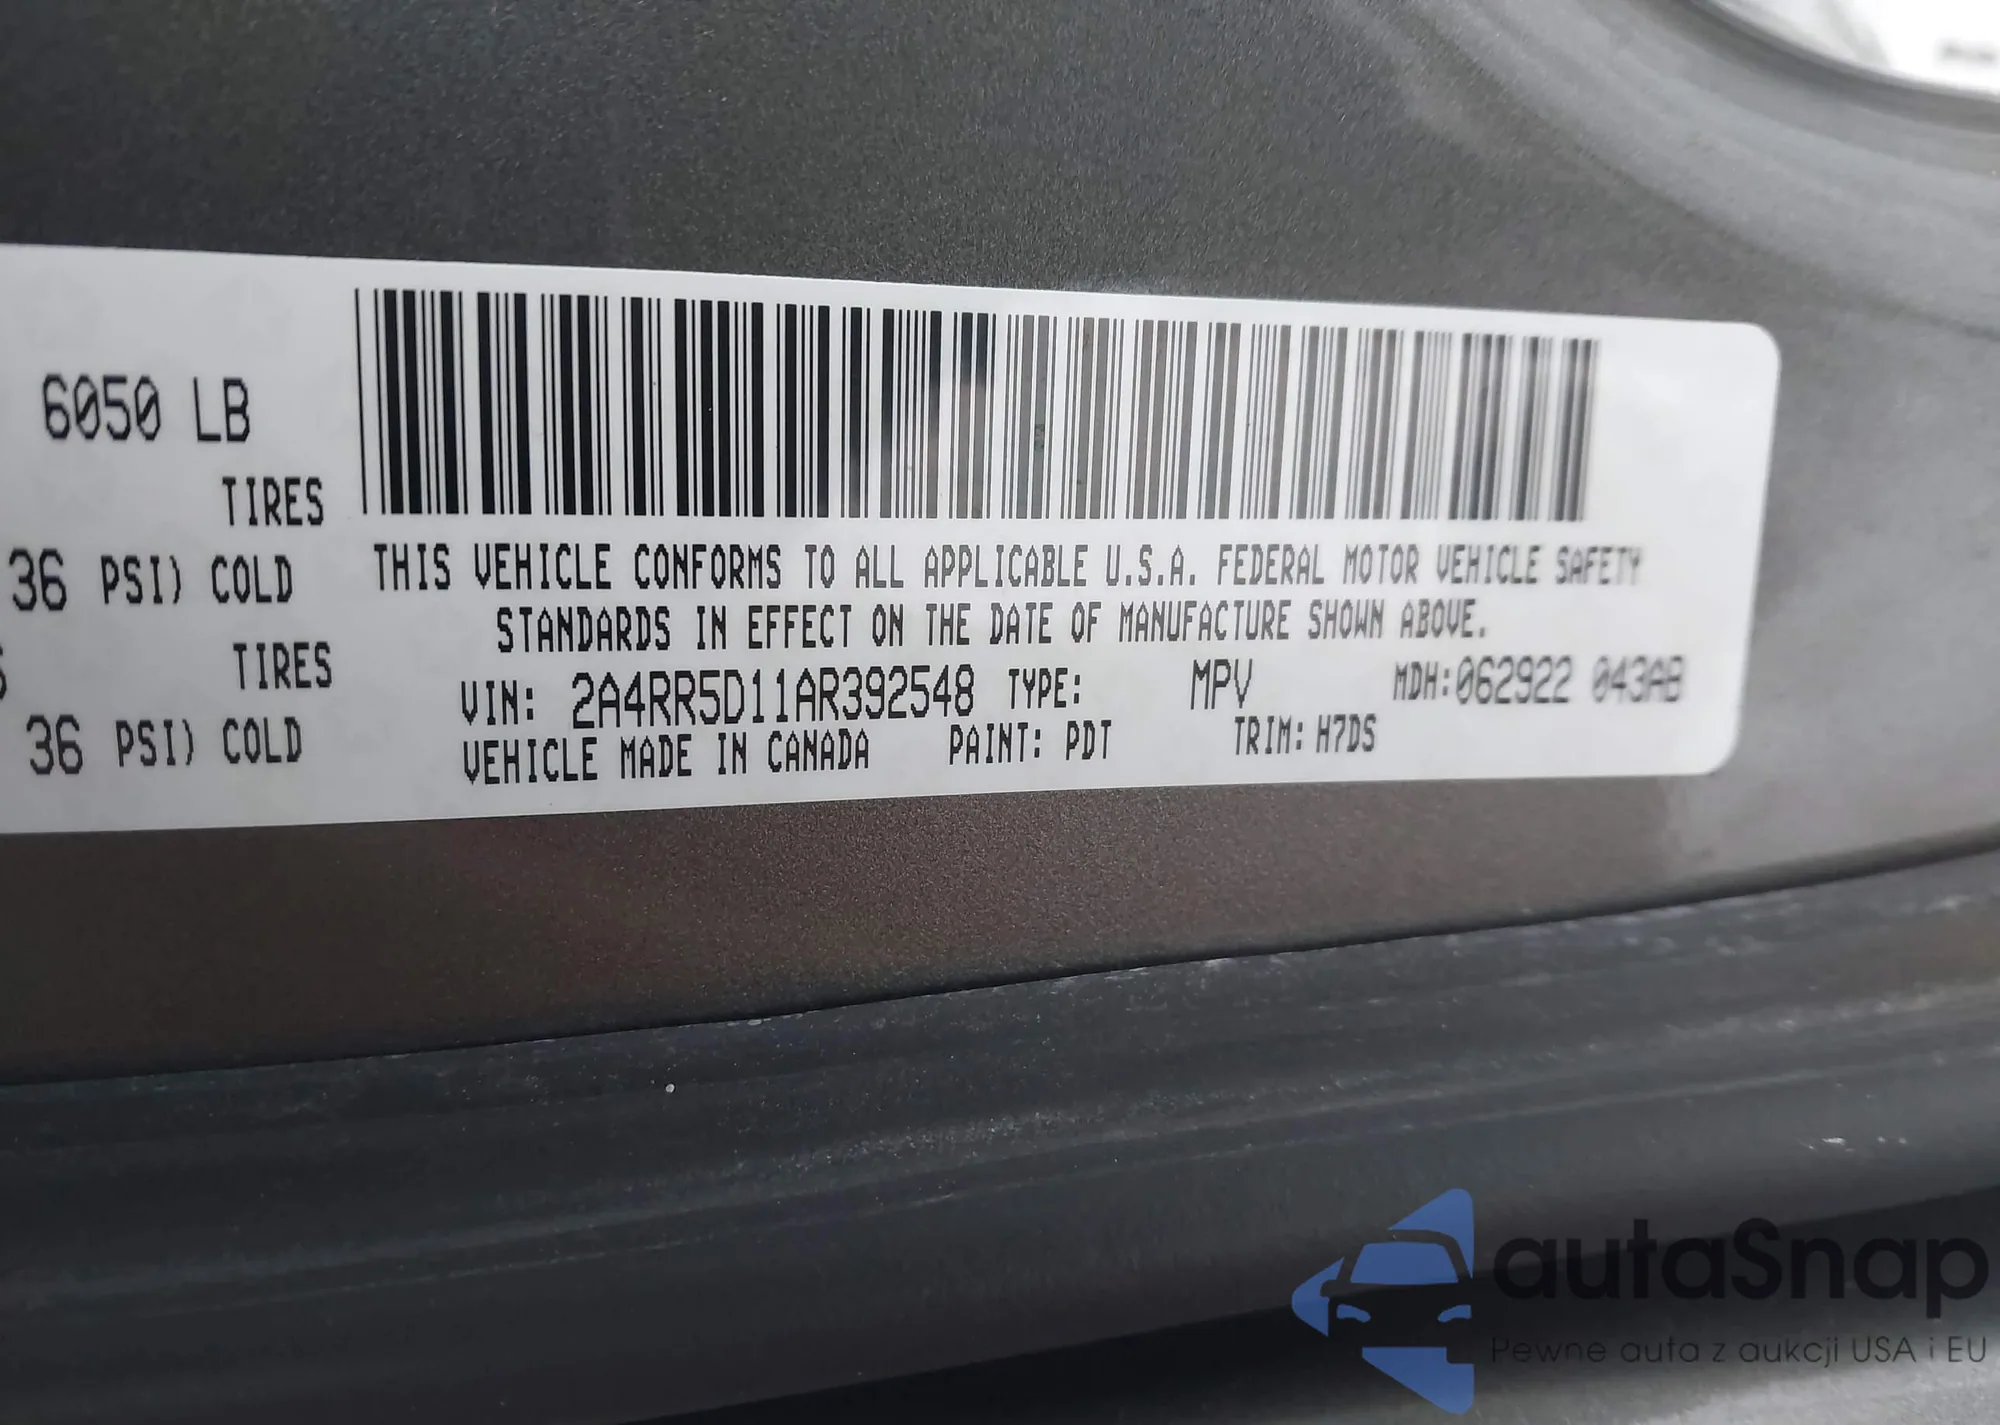 6050 LB
TIRES
36 PSI) COLD
TIRES
36 PSI) COLD
THIS VEHICLE CONFORMS TO ALL APPLICABLE U.S.A. FEDERAL MOTOR VEHICLE SAFETY
STANDARDS IN EFFECT ON THE DATE OF MANUFACTURE SHOWN ABOVE.
VIN: 2A4RR5D11AR392548 TYPE: MPV MDH:062922 043AB
VEHICLE MADE IN CANADA PAINT: PDT TRIM: H7DS
autaSnap
Pewne auta z aukcji USA i EU